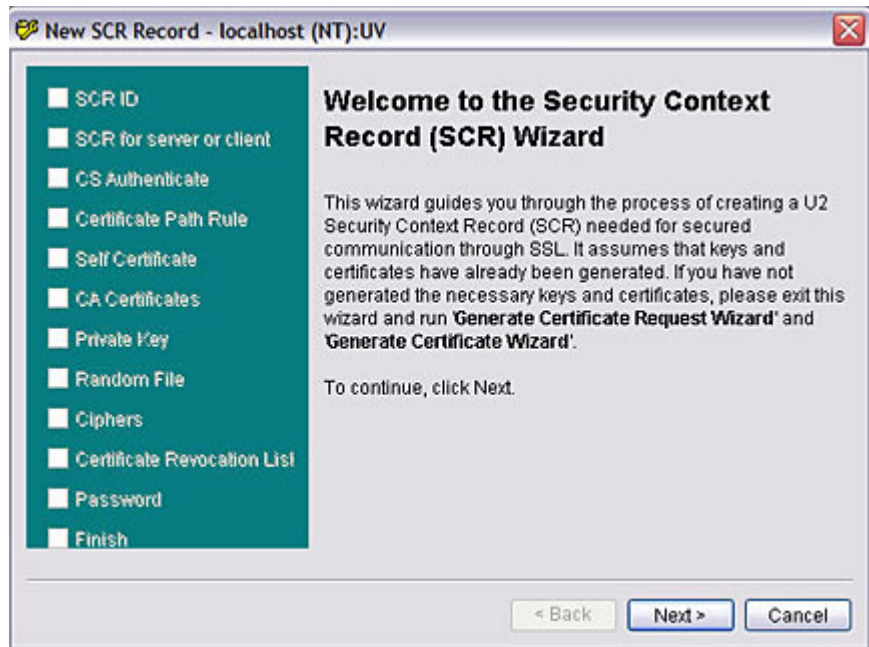 New SCR Record - localhost (NT):UV
SCR ID
SCR for server or client
CS Authenticate
Certificate Path Rule
Self Certificate
CA Certificates
Private Key
Random File
Ciphers
Certificate Revocation List
Password
Finish
Welcome to the Security Context
Record (SCR) Wizard
This wizard guides you through the process of creating a U2
Security Context Record (SCR) needed for secured
communication through SSL. It assumes that keys and
certificates have already been generated. If you have not
generated the necessary keys and certificates, please exit this
wizard and run 'Generate Certificate Request Wizard' and
'Generate Certificate Wizard'.
To continue, click Next.
< Back Next > Cancel